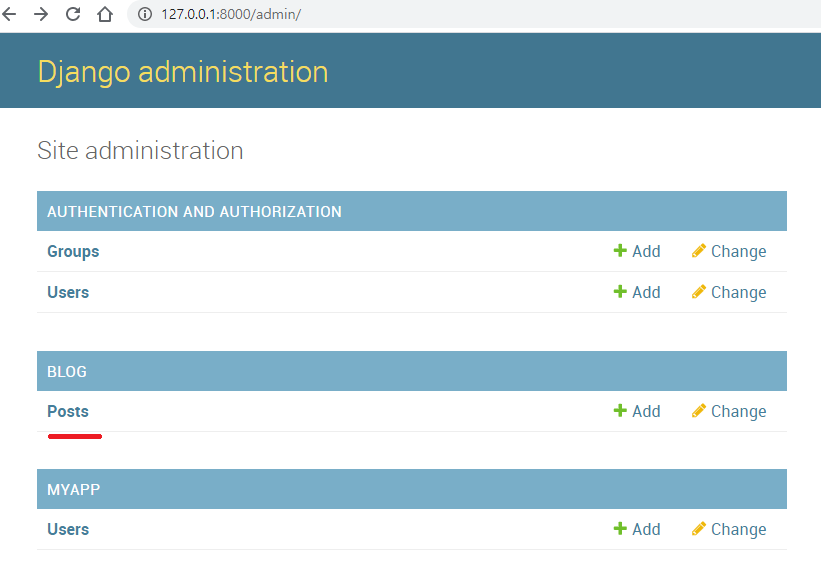 127.0.0.1:8000/admin/
Django administration
Site administration
AUTHENTICATION AND AUTHORIZATION
Groups Add Change
Users Add Change
BLOG
Posts Add Change
MYAPP
Users Add Change